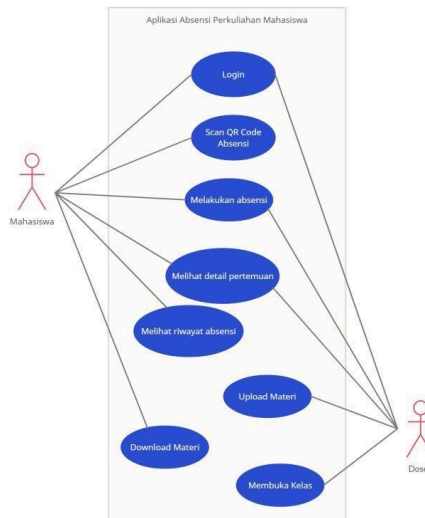 Aplikasi Absensi Perkuliahan Mahasiswa
Login
Scan QR Code
Absensi
Mahasiswa
Melakukan absensi
Melihat detail pertemuan
Melihat riwayat absensi
Upload Materi
Download Materi
Membuka Kelas